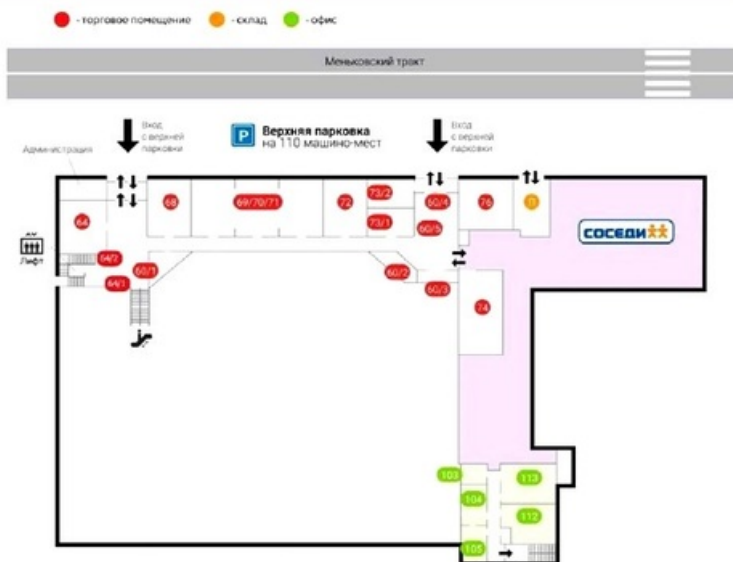 - торговое помещение
- склад
- офис
Меньковский тракт
Вход
с верхней
парковки
P
Верхняя парковка
на 110 машино-мест
Вход
с верхней
парковки
Администрация
64
68
69/70/71
72
73/2
73/1
60/4
60/5
76
СОСЕДИ
Лифт
64/2
64/1
60/1
60/2
60/3
74
103
104
105
113
112